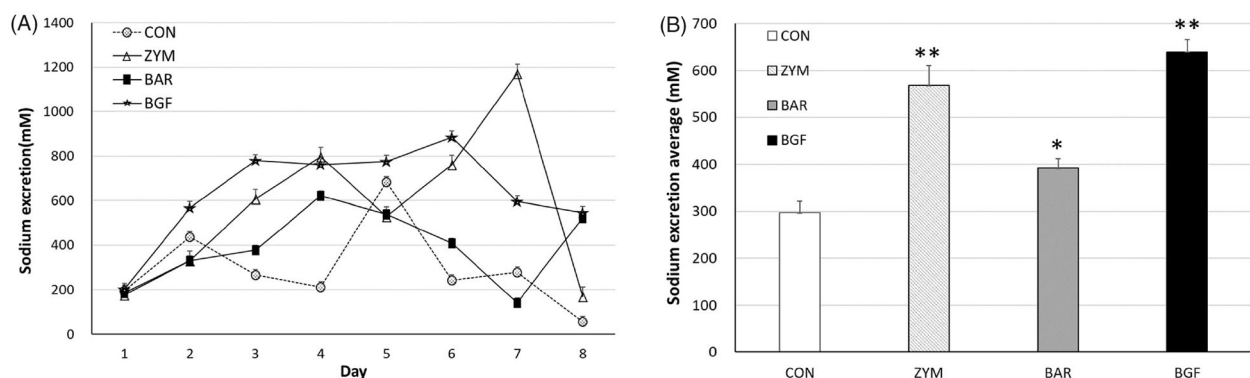 (A)
1400
1200
1000
800
600
400
200
0
Sodium excretion(mM)
CON
ZYM
BAR
BGF
1 2 3 4 5 6 7 8
Day
(B)
700
600
500
400
300
200
100
0
Sodium excretion average (mM)
CON
ZYM
BAR
BGF
**
*
**
CON ZYM BAR BGF